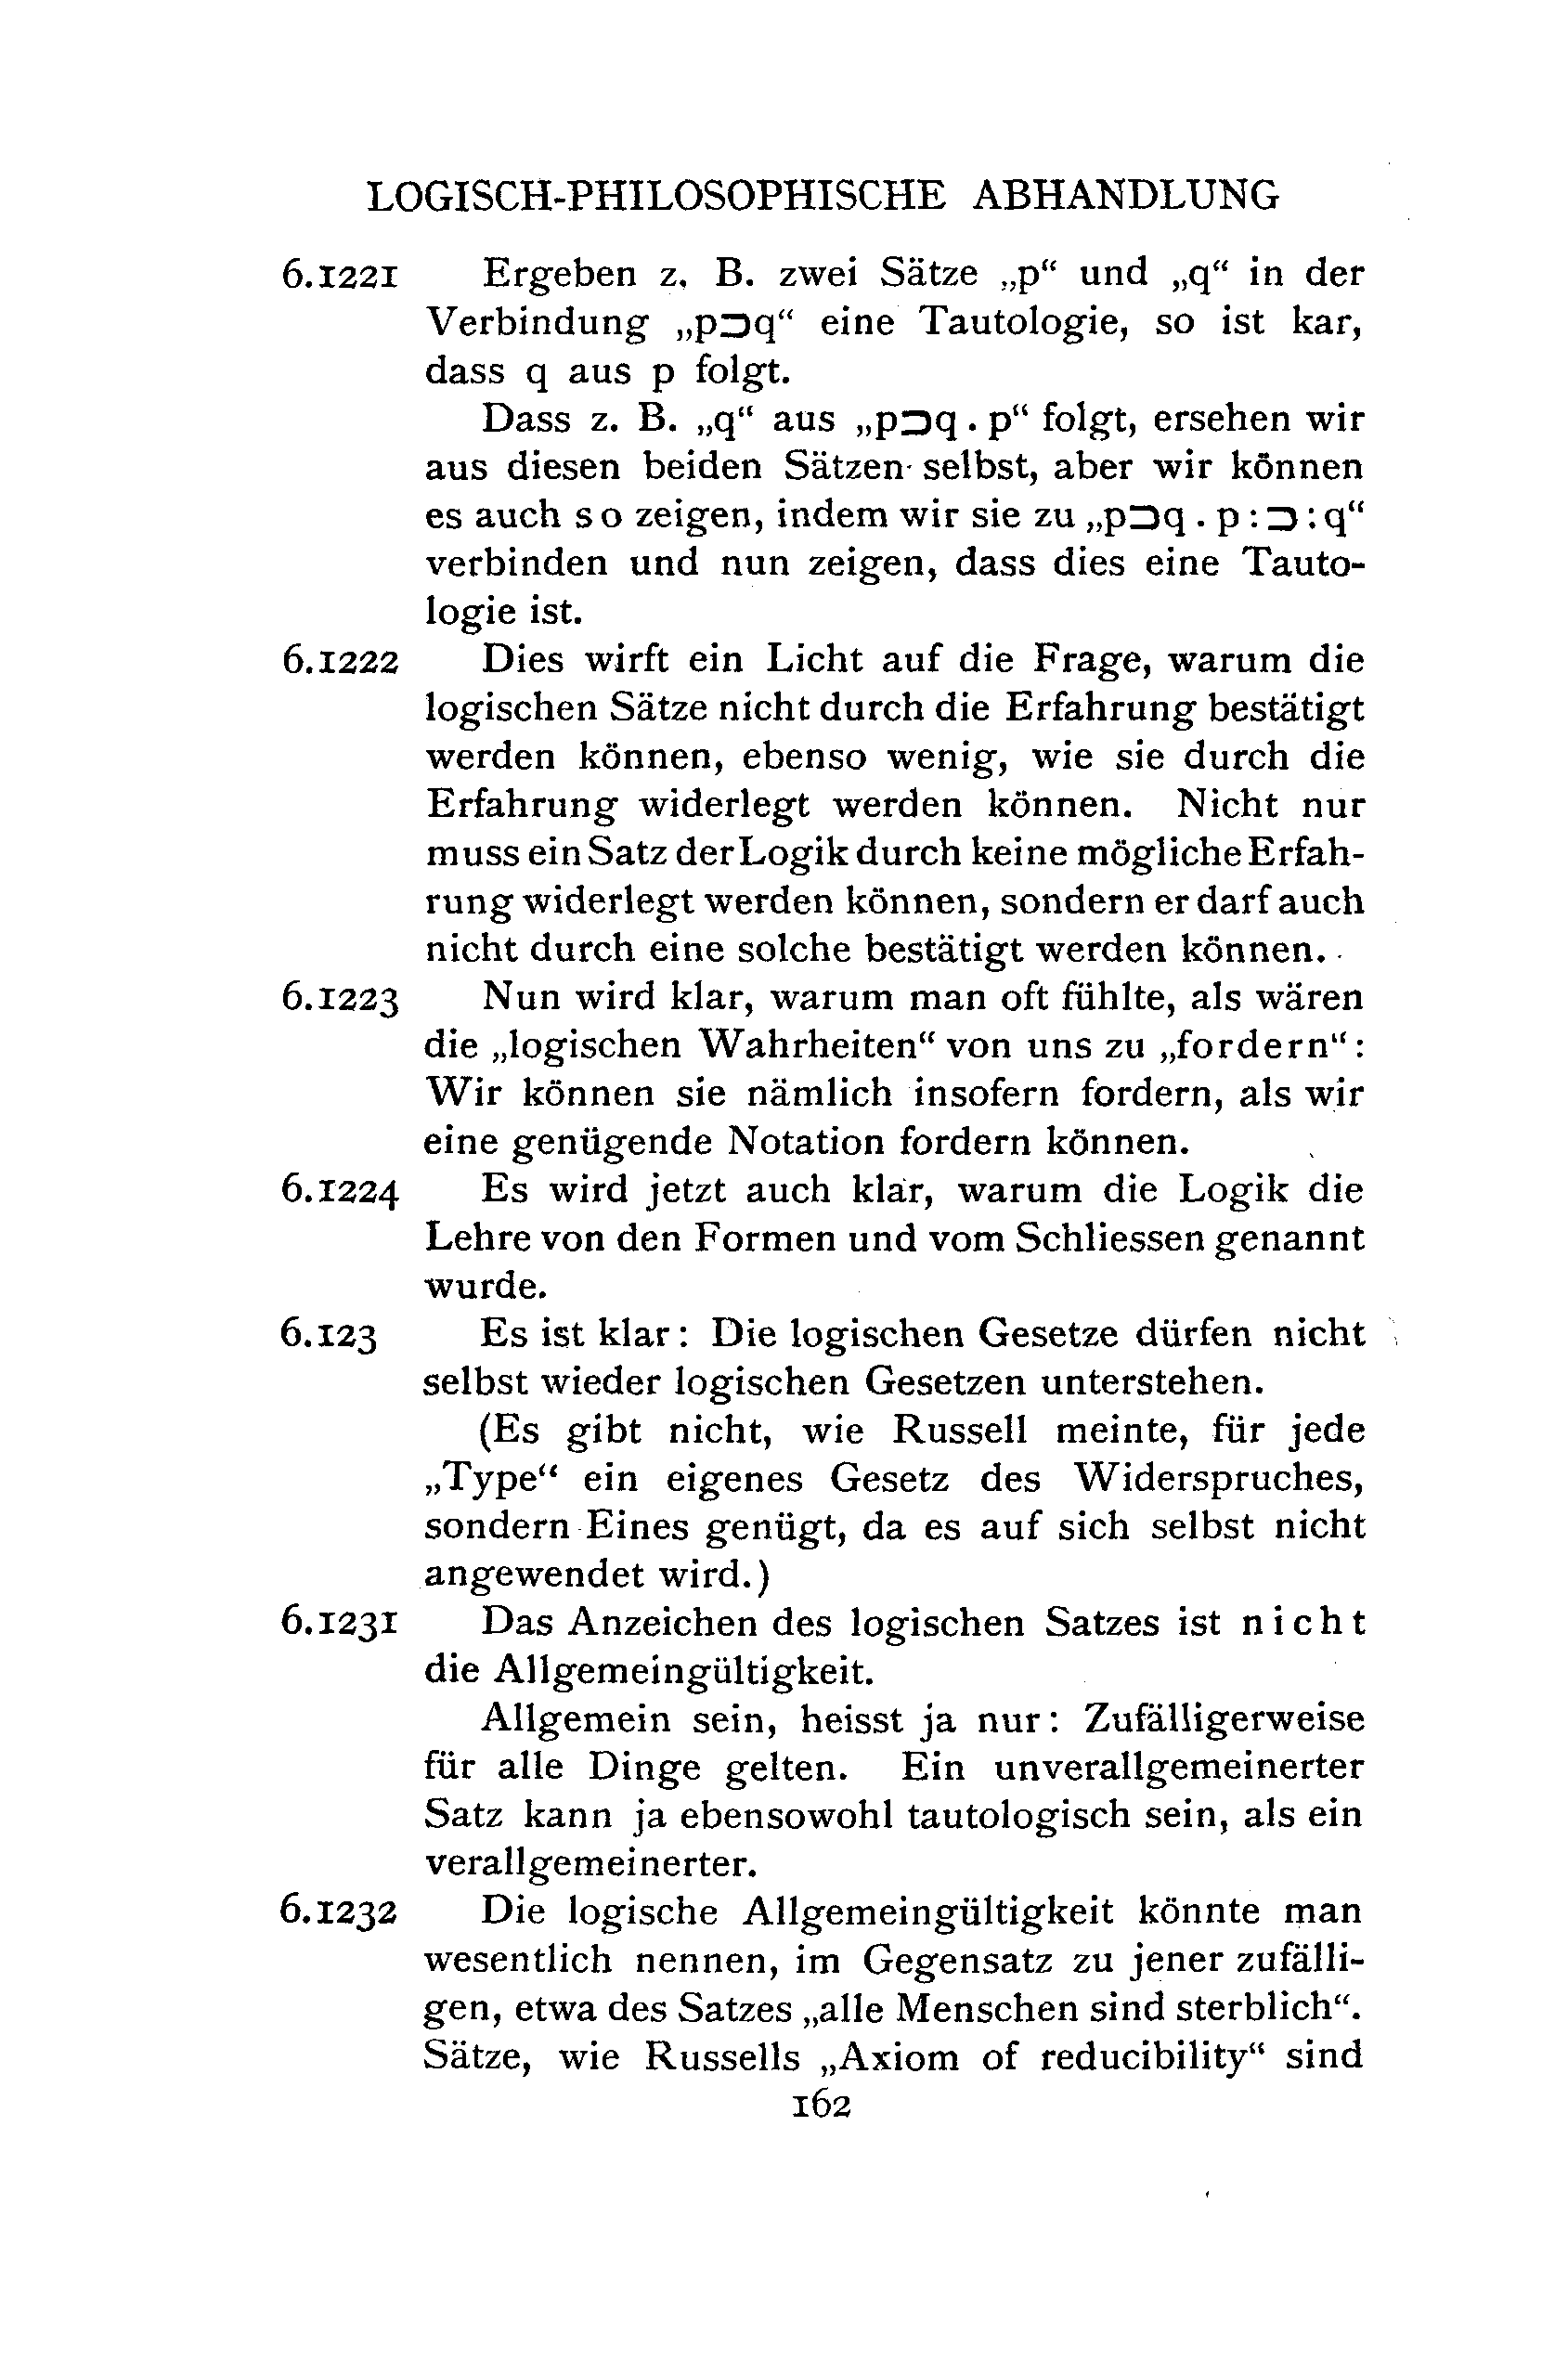 LOGISCH-PHILOSOPHISCHE ABHANDLUNG
6.1221 Ergeben z. B. zwei Sätze „p“ und „q“ in der
Verbindung „p⊃q“ eine Tautologie, so ist kar,
dass q aus p folgt.
Dass z. B. „q“ aus „p⊃q . p“ folgt, ersehen wir
aus diesen beiden Sätzen selbst, aber wir können
es auch s o zeigen, indem wir sie zu „p⊃q . p : ⊃ : q“
verbinden und nun zeigen, dass dies eine Tauto-
logie ist.
6.1222 Dies wirft ein Licht auf die Frage, warum die
logischen Sätze nicht durch die Erfahrung bestätigt
werden können, ebenso wenig, wie sie durch die
Erfahrung widerlegt werden können. Nicht nur
muss ein Satz der Logik durch keine mögliche Erfah-
rung widerlegt werden können, sondern er darf auch
nicht durch eine solche bestätigt werden können.
6.1223 Nun wird klar, warum man oft fühlte, als wären
die „logischen Wahrheiten“ von uns zu „fordern“:
Wir können sie nämlich insofern fordern, als wir
eine genügende Notation fordern können.
6.1224 Es wird jetzt auch klar, warum die Logik die
Lehre von den Formen und vom Schliessen genannt
wurde.
6.123 Es ist klar: Die logischen Gesetze dürfen nicht
selbst wieder logischen Gesetzen unterstehen.
(Es gibt nicht, wie Russell meinte, für jede
„Type“ ein eigenes Gesetz des Widerspruches,
sondern Eines genügt, da es auf sich selbst nicht
angewendet wird.)
6.1231 Das Anzeichen des logischen Satzes ist n i c h t
die Allgemeingültigkeit.
Allgemein sein, heisst ja nur: Zufälligerweise
für alle Dinge gelten. Ein unverallgemeinerter
Satz kann ja ebensowohl tautologisch sein, als ein
verallgemeinerter.
6.1232 Die logische Allgemeingültigkeit könnte man
wesentlich nennen, im Gegensatz zu jener zufälli-
gen, etwa des Satzes „alle Menschen sind sterblich“.
Sätze, wie Russells „Axiom of reducibility“ sind
162